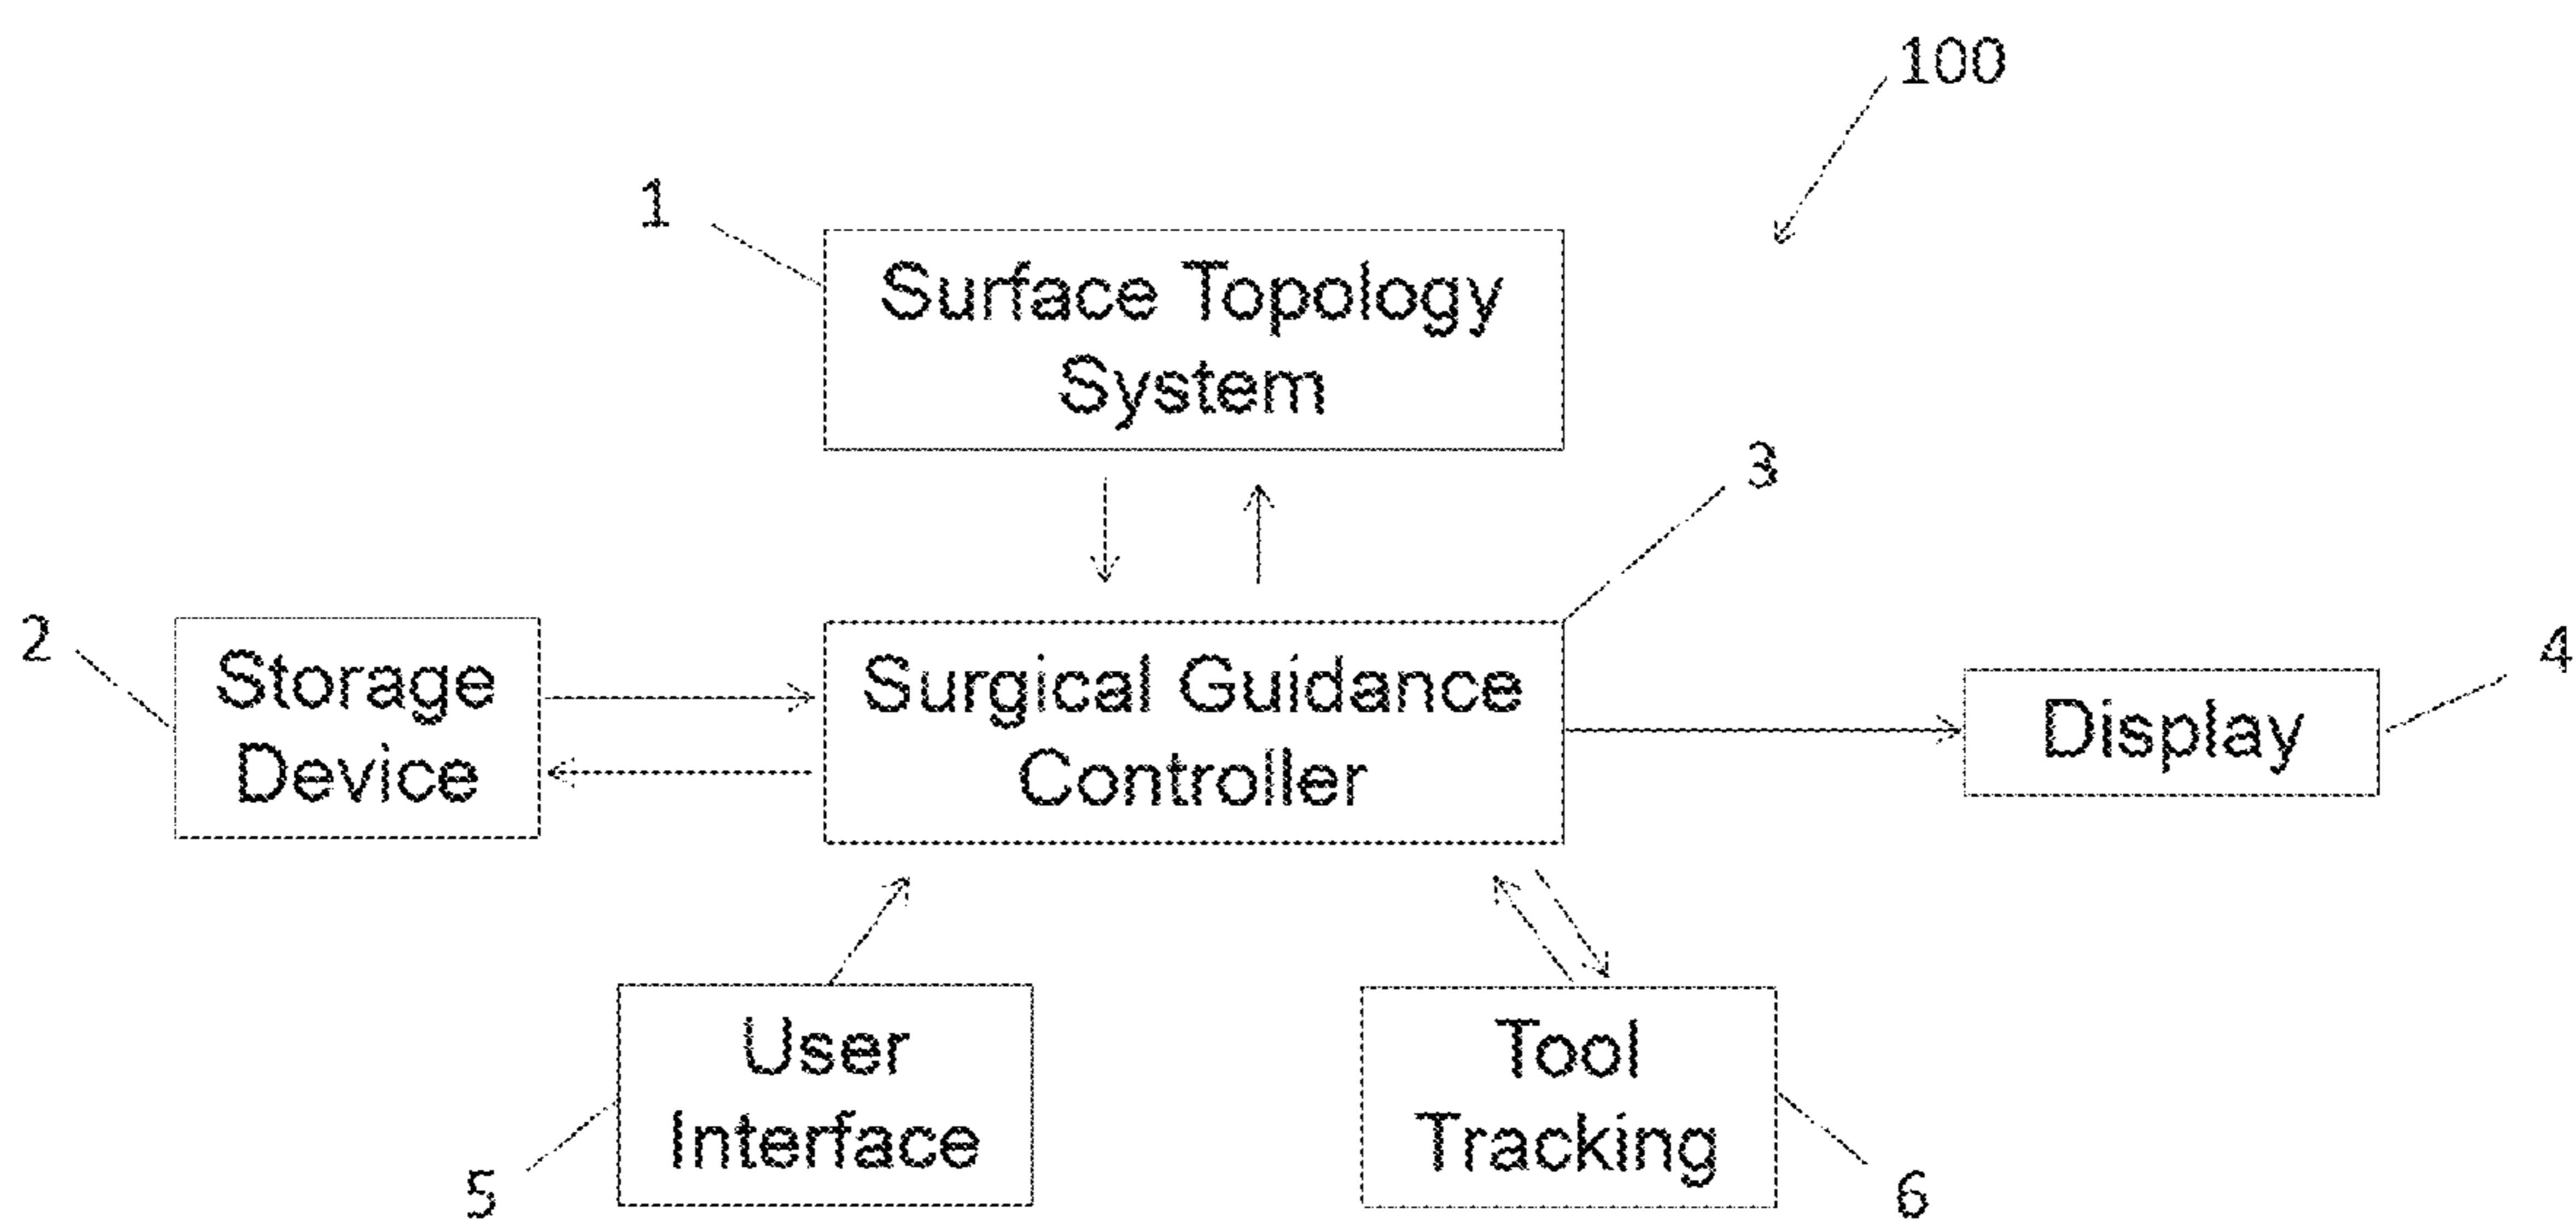 100
1
Surface Topology
System
3
2
Storage
Device
Surgical Guidance
Controller
4
Display
User
Interface
5
Tool
Tracking
6